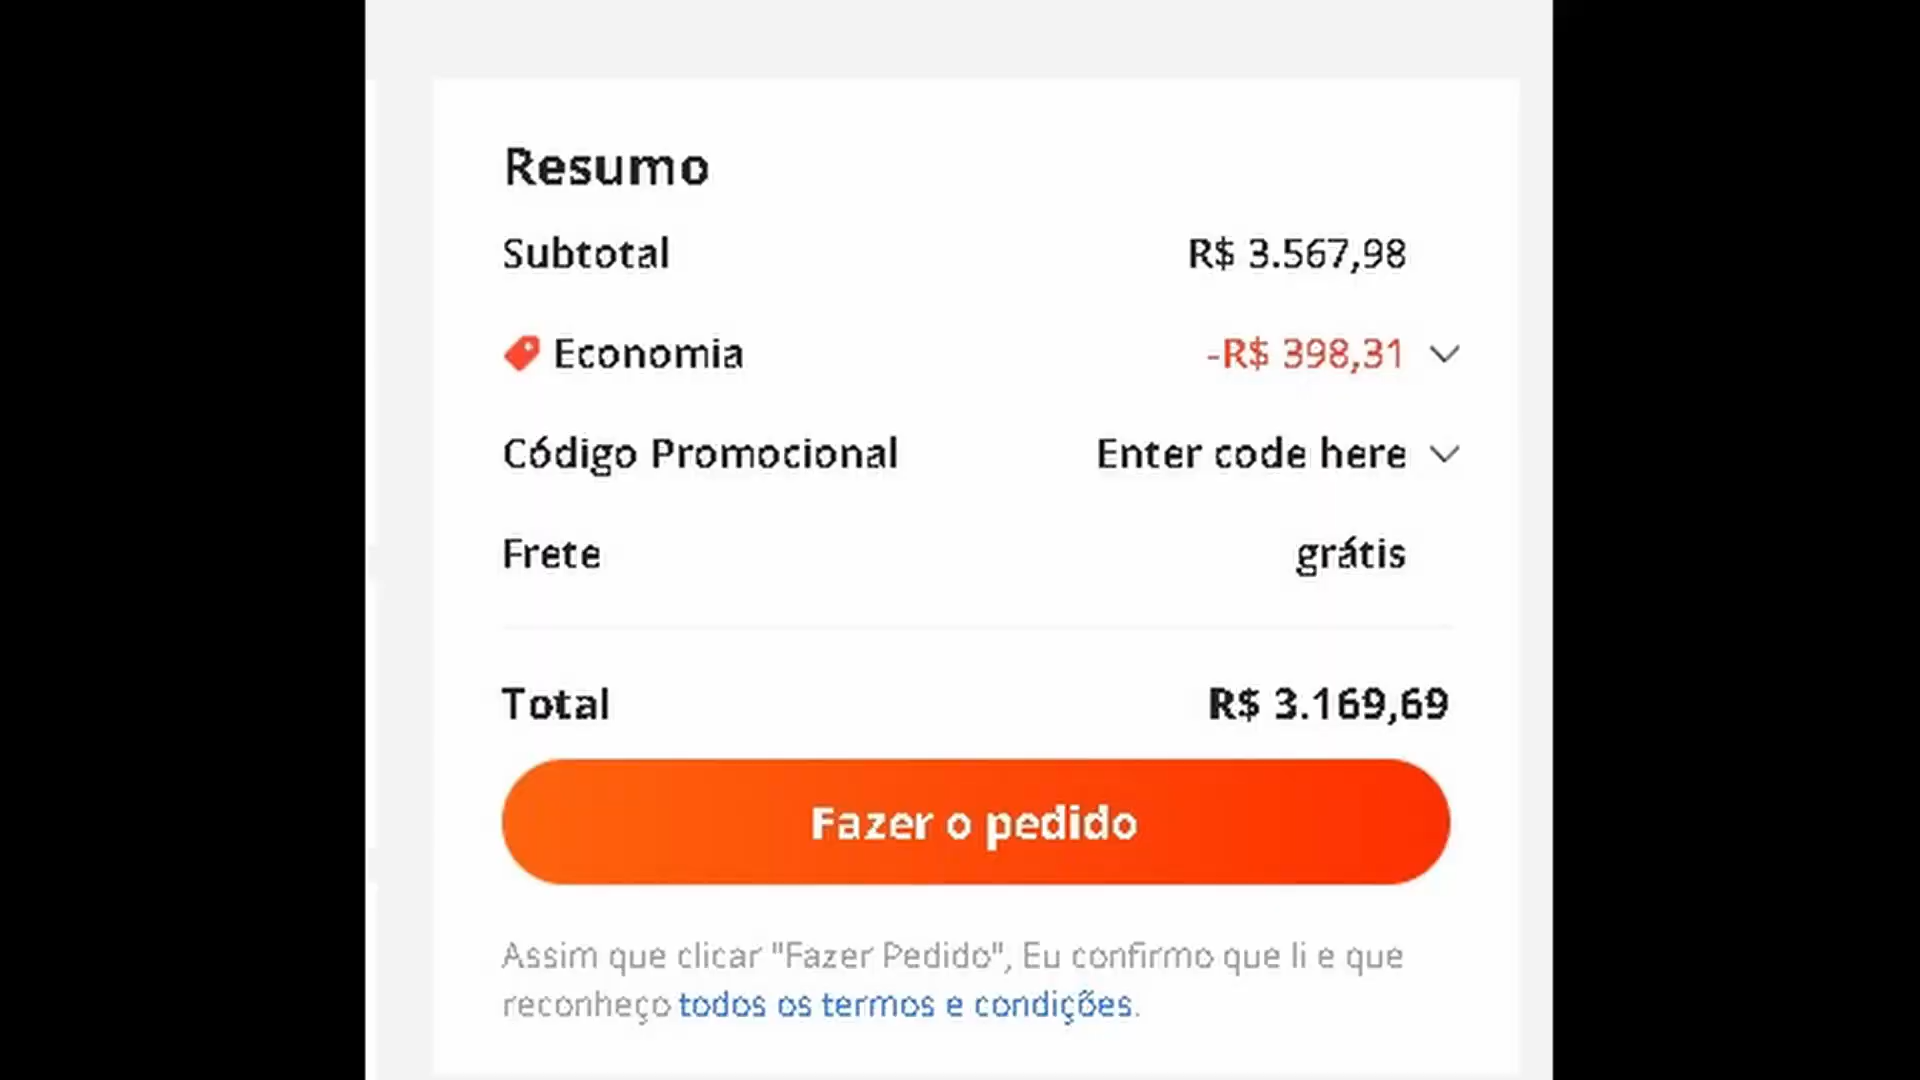 Resumo
Subtotal R$ 3.567,98
Economia -R$ 398,31
Código Promocional Enter code here
Frete grátis
Total R$ 3.169,69
Fazer o pedido
Assim que clicar "Fazer Pedido", Eu confirmo que li e que
reconheço todos os termos e condições.